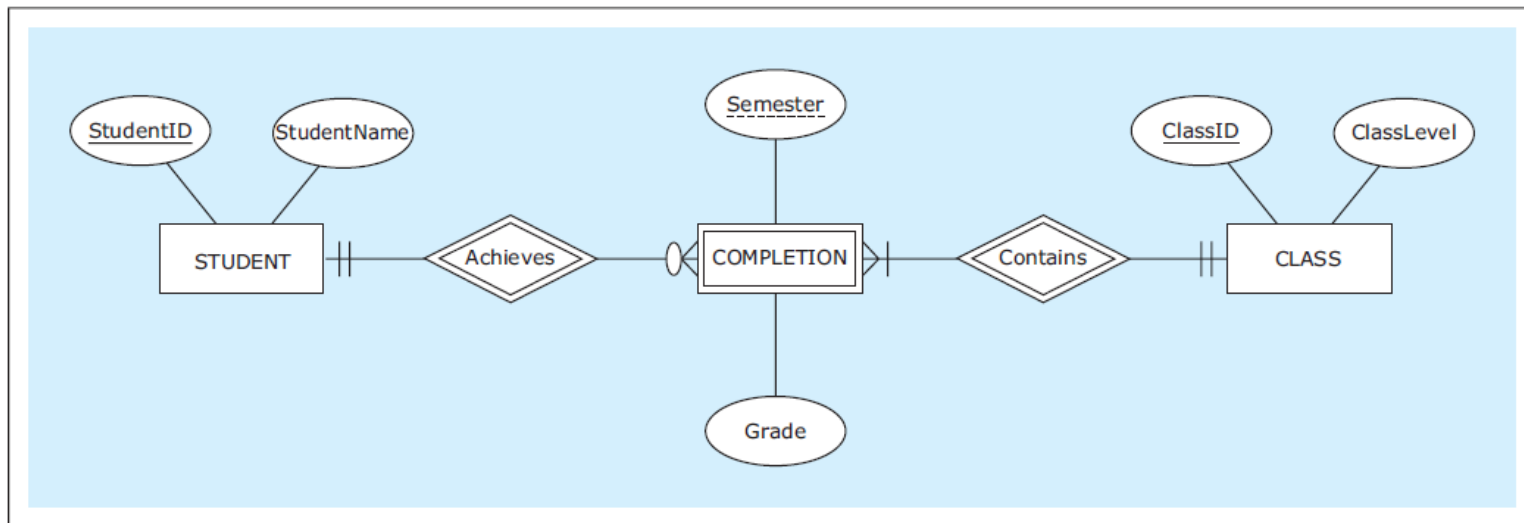 Semester
StudentID
StudentName
ClassID
ClassLevel
STUDENT
Achieves
COMPLETION
Contains
CLASS
Grade